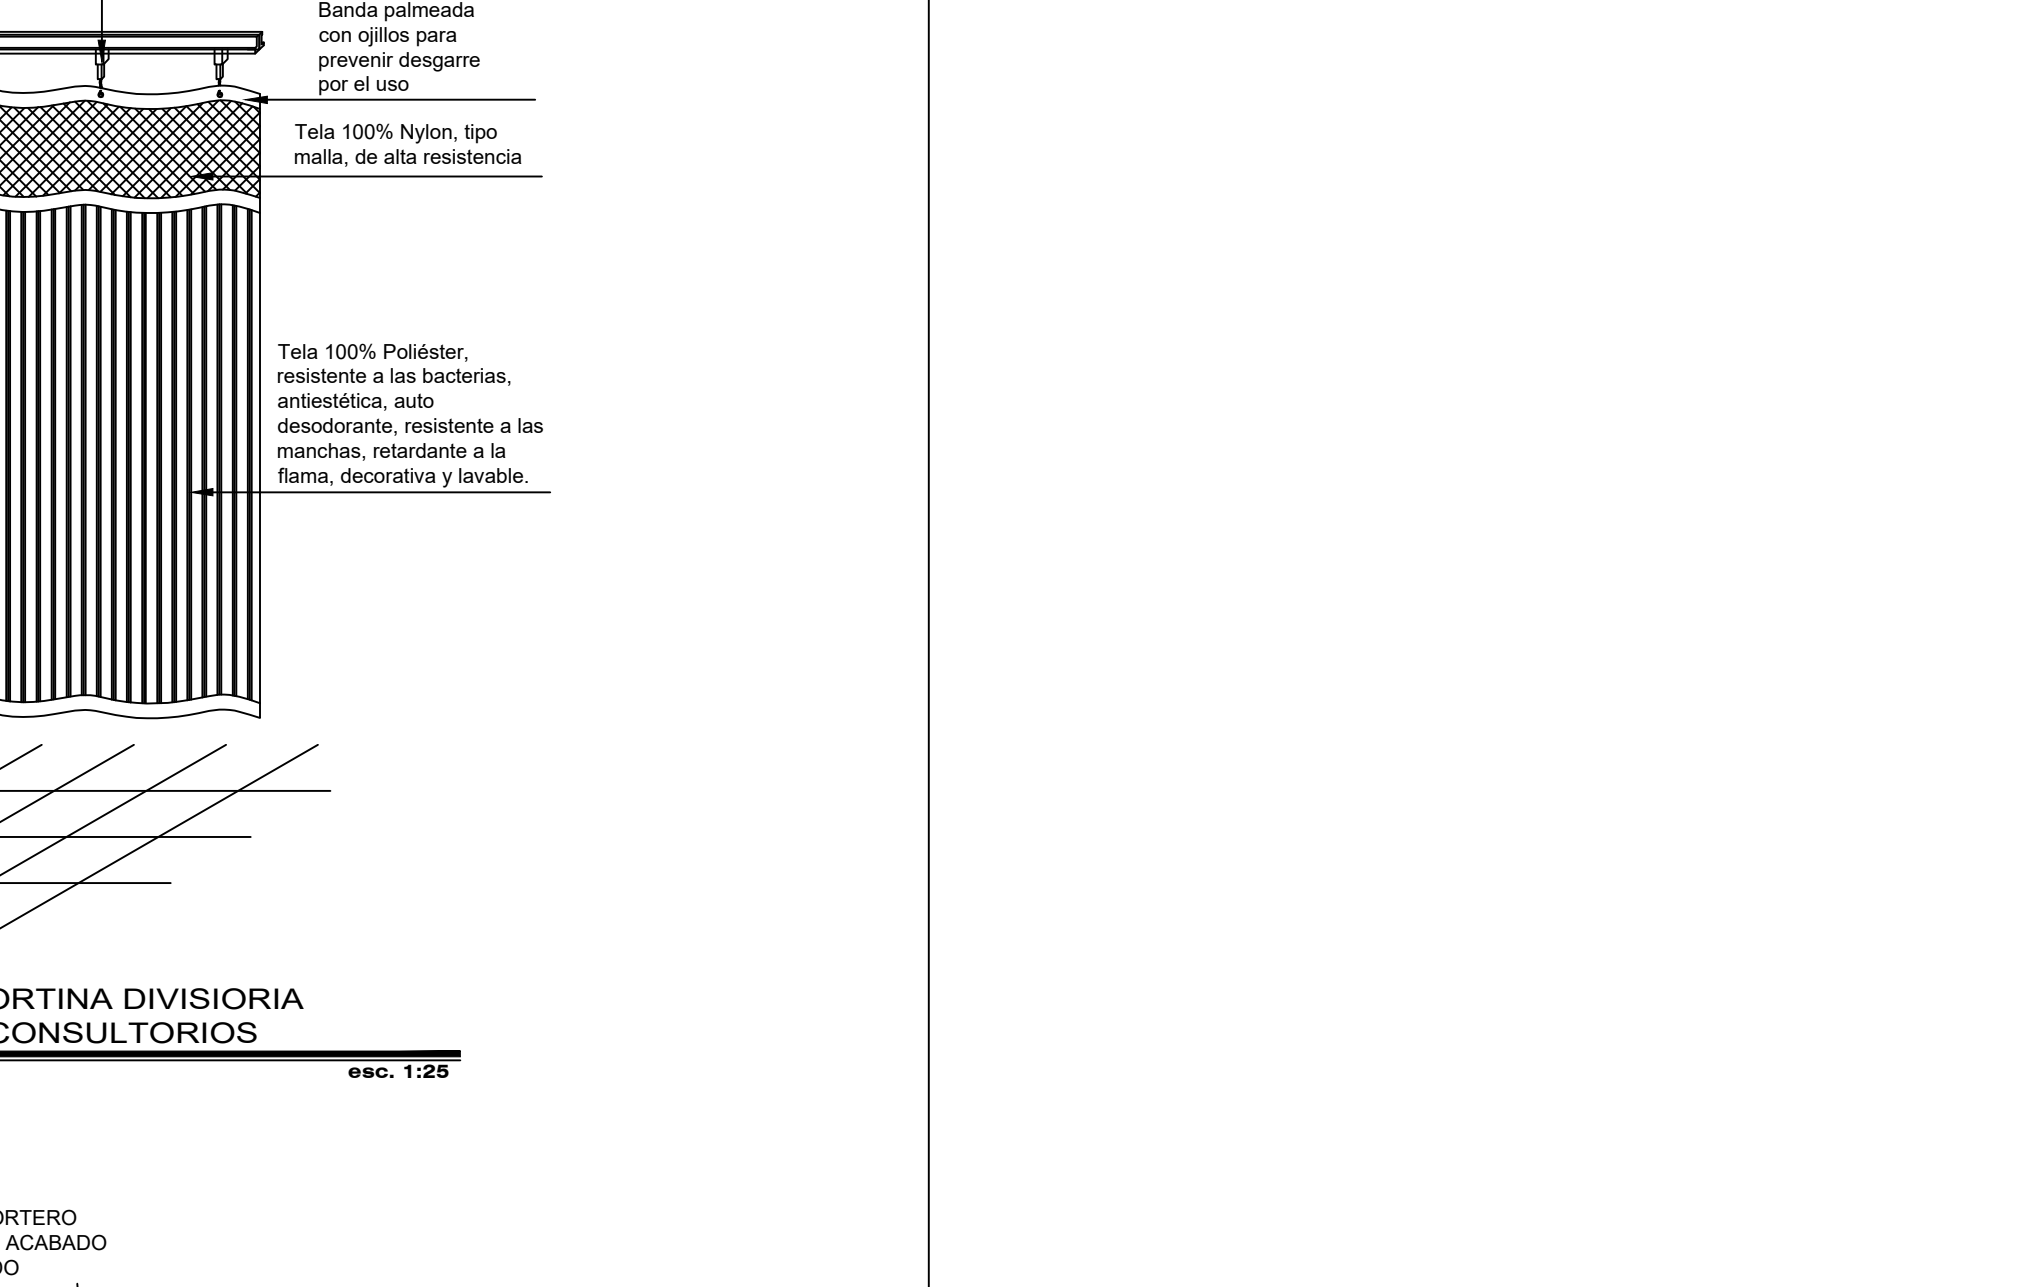 Banda palmeada
con ojillos para
prevenir desgarre
por el uso
Tela 100% Nylon, tipo
malla, de alta resistencia
Tela 100% Poliéster,
resistente a las bacterias,
antiestética, auto
desodorante, resistente a las
manchas, retardante a la
flama, decorativa y lavable.
ORTINA DIVISIORIA
CONSULTORIOS
esc. 1:25
ORTERO
ACABADO
DO